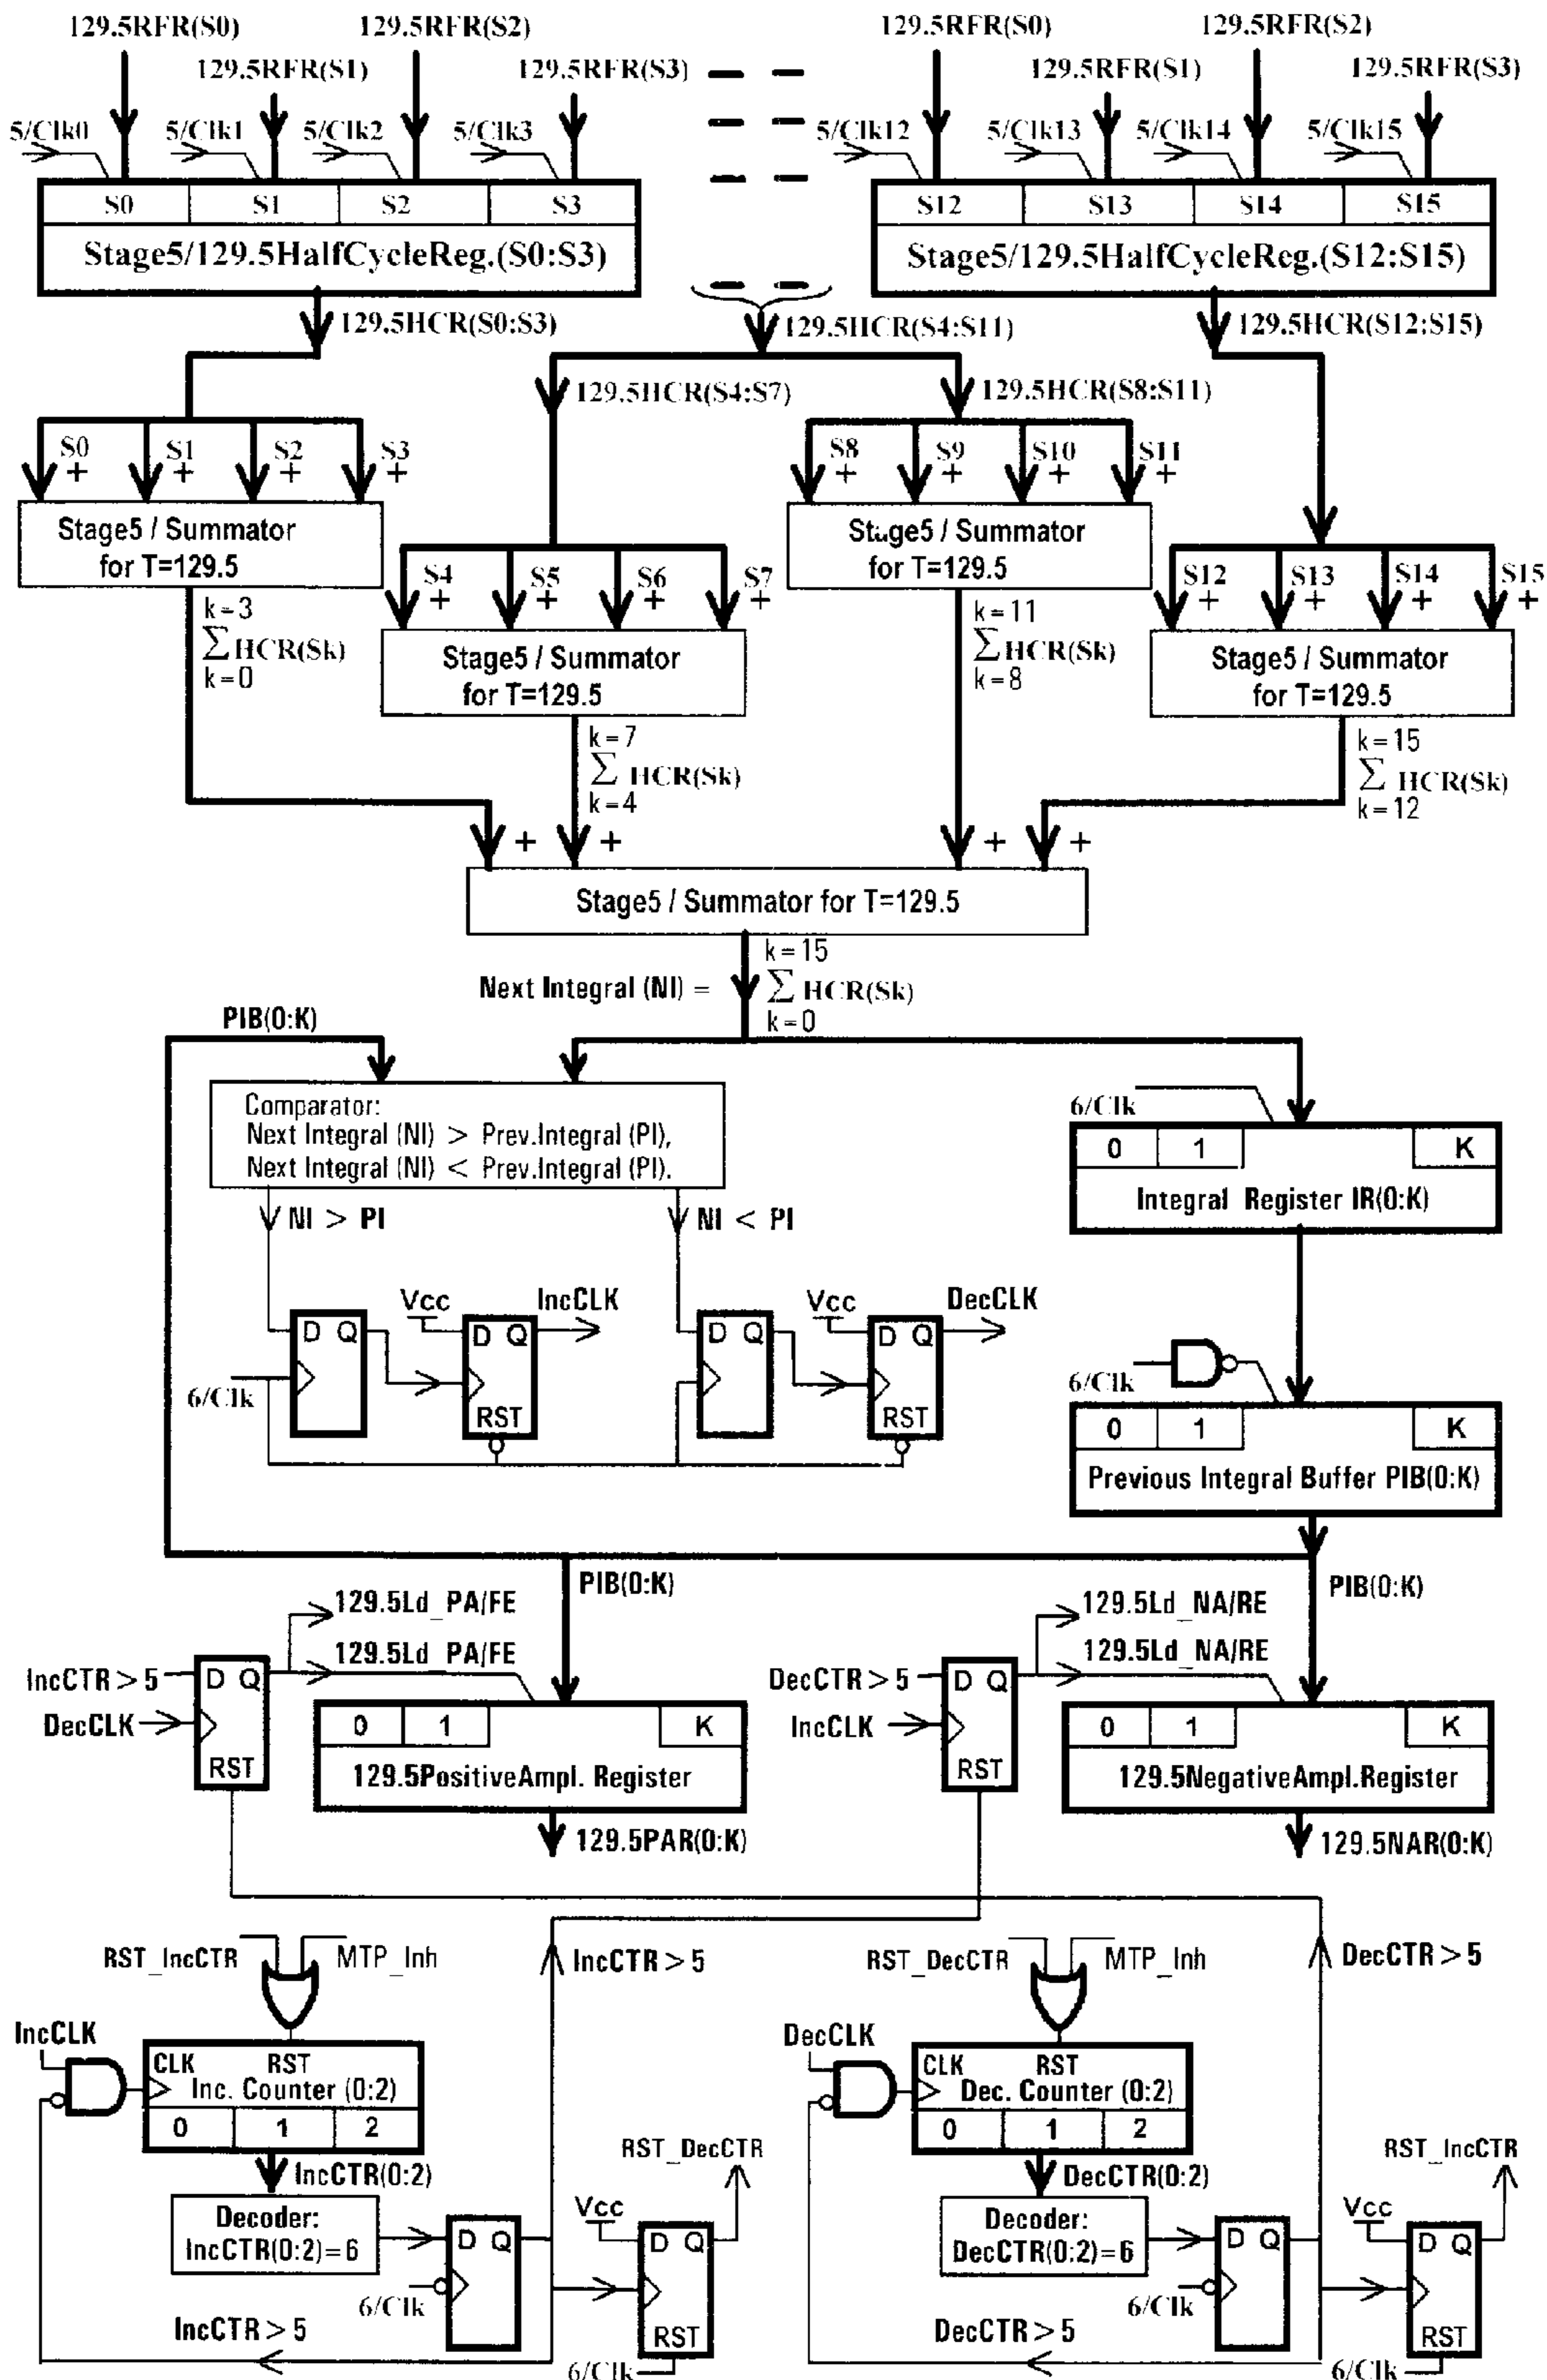 129.5RFR(S0)
129.5RFR(S2)
129.5RFR(S0)
129.5RFR(S2)
129.5RFR(S1)
129.5RFR(S3)
129.5RFR(S1)
129.5RFR(S3)
5/Clk0
5/Clk1
5/Clk2
5/Clk3
5/Clk12
5/Clk13
5/Clk14
5/Clk15
S0 S1 S2 S3
S12 S13 S14 S15
Stage5/129.5HalfCycleReg.(S0:S3)
Stage5/129.5HalfCycleReg.(S12:S15)
129.5HCR(S0:S3)
129.5HCR(S4:S11)
129.5HCR(S12:S15)
129.5HCR(S4:S7)
129.5HCR(S8:S11)
S0 S1 S2 S3
+ + + +
S8 S9 S10 S11
+ + + +
Stage5 / Summator
for T=129.5
Stage5 / Summator
for T=129.5
S4 S5 S6 S7
+ + + +
S12 S13 S14 S15
+ + + +
k=3
∑HCR(Sk)
k=0
Stage5 / Summator
for T=129.5
k=11
∑HCR(Sk)
k=8
Stage5 / Summator
for T=129.5
k=7
∑ HCR(Sk)
k=4
k=15
∑ HCR(Sk)
k=12
+ + + +
Stage5 / Summator for T=129.5
k=15
Next Integral (NI) = ∑ HCR(Sk)
k=0
PIB(0:K)
Comparator:
Next Integral (NI) > Prev.Integral (PI),
Next Integral (NI) < Prev.Integral (PI).
6/Clk
0 1 K
Integral Register IR(0:K)
NI > PI
NI < PI
Vcc
IncCLK
Vcc
DecCLK
D Q
D Q
D Q
D Q
6/Clk
RST
RST
6/Clk
0 1 K
Previous Integral Buffer PIB(0:K)
PIB(0:K)
PIB(0:K)
129.5Ld_PA/FE
129.5Ld_NA/RE
129.5Ld_PA/FE
129.5Ld_NA/RE
IncCTR > 5
D Q
DecCLK
RST
0 1 K
129.5PositiveAmpl. Register
DecCTR > 5
D Q
IncCLK
RST
0 1 K
129.5NegativeAmpl.Register
129.5PAR(0:K)
129.5NAR(0:K)
RST_IncCTR
MTP_Inh
IncCTR > 5
RST_DecCTR
MTP_Inh
DecCTR > 5
IncCLK
CLK RST
Inc. Counter (0:2)
0 1 2
DecCLK
CLK RST
Dec. Counter (0:2)
0 1 2
IncCTR(0:2)
RST_DecCTR
DecCTR(0:2)
RST_IncCTR
Decoder:
IncCTR(0:2)=6
D Q
6/Clk
Vcc
D Q
RST
6/Clk
IncCTR > 5
Decoder:
DecCTR(0:2)=6
D Q
6/Clk
Vcc
D Q
RST
6/Clk
DecCTR > 5